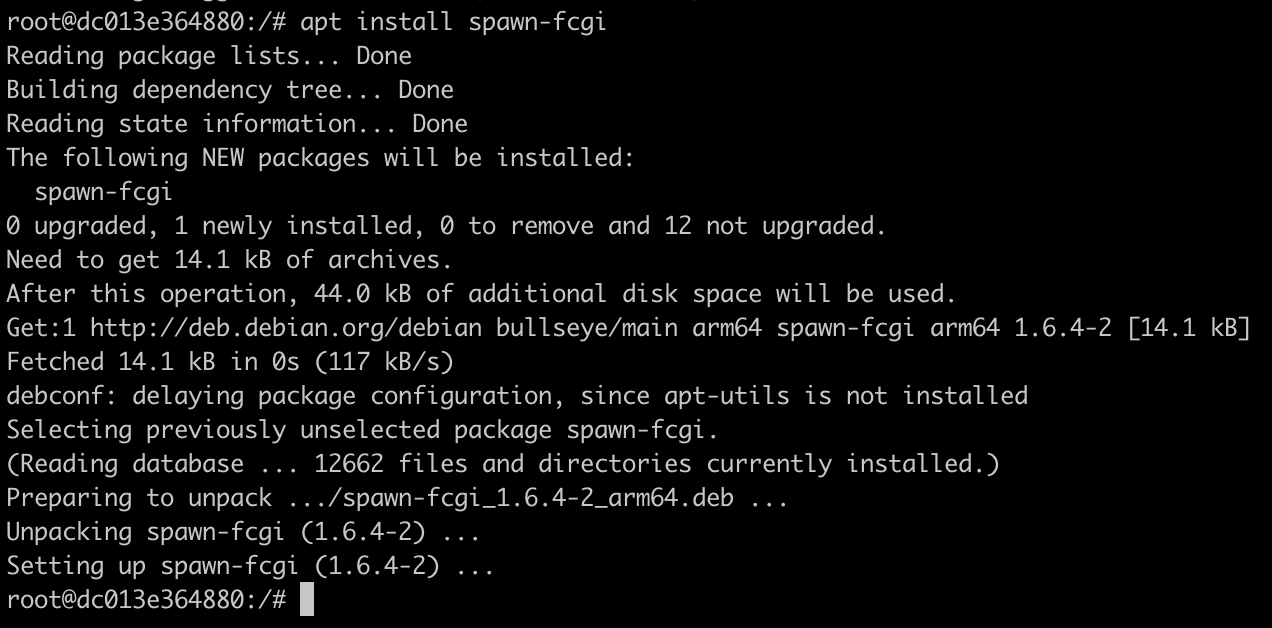 root@dc013e364880:/# apt install spawn-fcgi
Reading package lists... Done
Building dependency tree... Done
Reading state information... Done
The following NEW packages will be installed:
  spawn-fcgi
0 upgraded, 1 newly installed, 0 to remove and 12 not upgraded.
Need to get 14.1 kB of archives.
After this operation, 44.0 kB of additional disk space will be used.
Get:1 http://deb.debian.org/debian bullseye/main arm64 spawn-fcgi arm64 1.6.4-2 [14.1 kB]
Fetched 14.1 kB in 0s (117 kB/s)
debconf: delaying package configuration, since apt-utils is not installed
Selecting previously unselected package spawn-fcgi.
(Reading database ... 12662 files and directories currently installed.)
Preparing to unpack .../spawn-fcgi_1.6.4-2_arm64.deb ...
Unpacking spawn-fcgi (1.6.4-2) ...
Setting up spawn-fcgi (1.6.4-2) ...
root@dc013e364880:/#